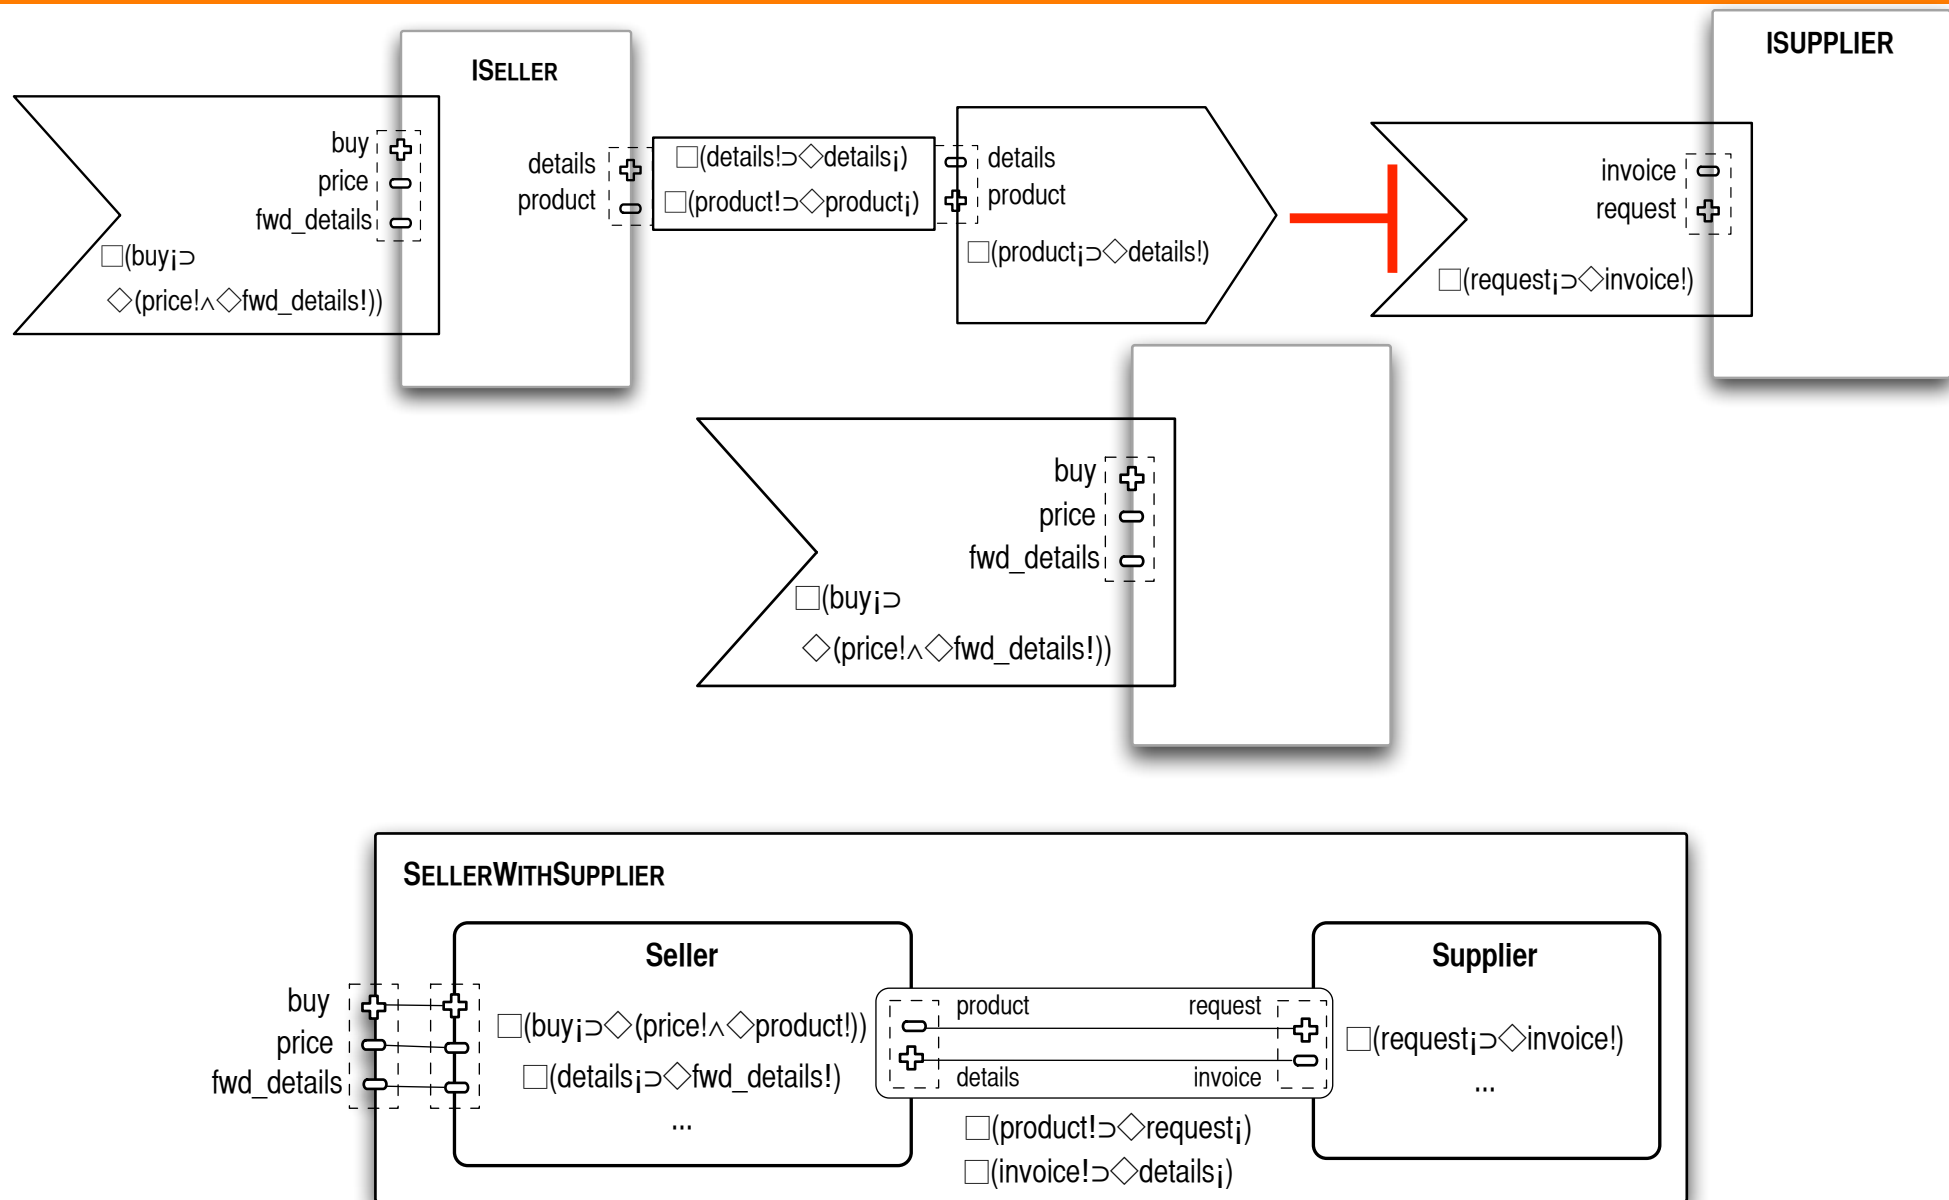 ISELLER
ISUPPLIER
buy
price
fwd_details
□(buy¡⊃
◇(price!∧◇fwd_details!))
details
product
□(details!⊃◇details¡)
□(product!⊃◇product¡)
details
product
□(product¡⊃◇details!)
invoice
request
□(request¡⊃◇invoice!)
buy
price
fwd_details
□(buy¡⊃
◇(price!∧◇fwd_details!))
SELLERWITHSUPPLIER
buy
price
fwd_details
Seller
□(buy¡⊃◇(price!∧◇product!))
□(details¡⊃◇fwd_details!)
...
product request
details invoice
□(product!⊃◇request¡)
□(invoice!⊃◇details¡)
Supplier
□(request¡⊃◇invoice!)
...